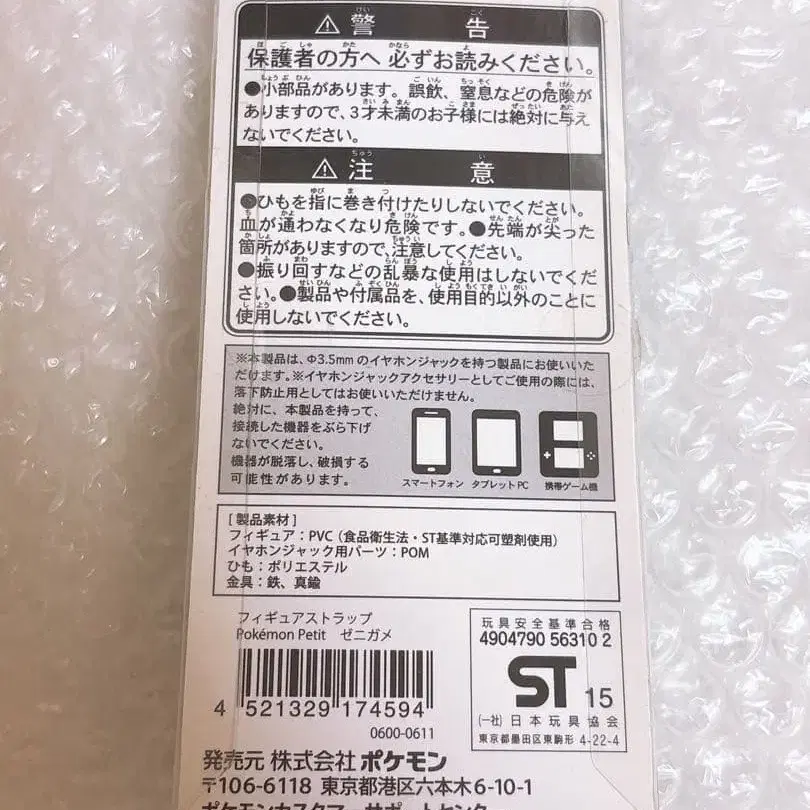 ⚠警告
保護者の方へ 必ずお読みください。
●小部品があります。誤飲、窒息などの危険が
ありますので、3才未満のお子様には絶対に与え
ないでください。
⚠注意
●ひもを指に巻き付けたりしないでください。
血が通わなくなり危険です。●先端が尖った
箇所がありますので、注意してください。
●振り回すなどの乱暴な使用はしないでくだ
さい。●製品や付属品を、使用目的以外のことに
使用しないでください。
※本製品は、Φ3.5mmのイヤホンジャックを持つ製品にお使いいた
だけます。※イヤホンジャックアクセサリーとしてご使用の際には、
落下防止用としてはお使いいただけません。
絶対に、本製品を持って、
接続した機器をぶら下げ
ないでください。
機器が脱落し、破損する
可能性があります。
スマートフォン タブレットPC 携帯ゲーム機
[製品素材]
フィギュア:PVC(食品衛生法・ST基準対応可塑剤使用)
イヤホンジャック用パーツ:POM
ひも:ポリエステル
金具:鉄、真鍮
フィギュアストラップ
Pokémon Petit ゼニガメ
4 521329 174594
0600-0611
玩具安全基準合格
4904790 56310 2
ST 15
(一社)日本玩具協会
東京都墨田区東駒形 4-22-4
発売元 株式会社ポケモン
〒106-6118 東京都港区六本木6-10-1
ポケモンカスタマーサポートセンター